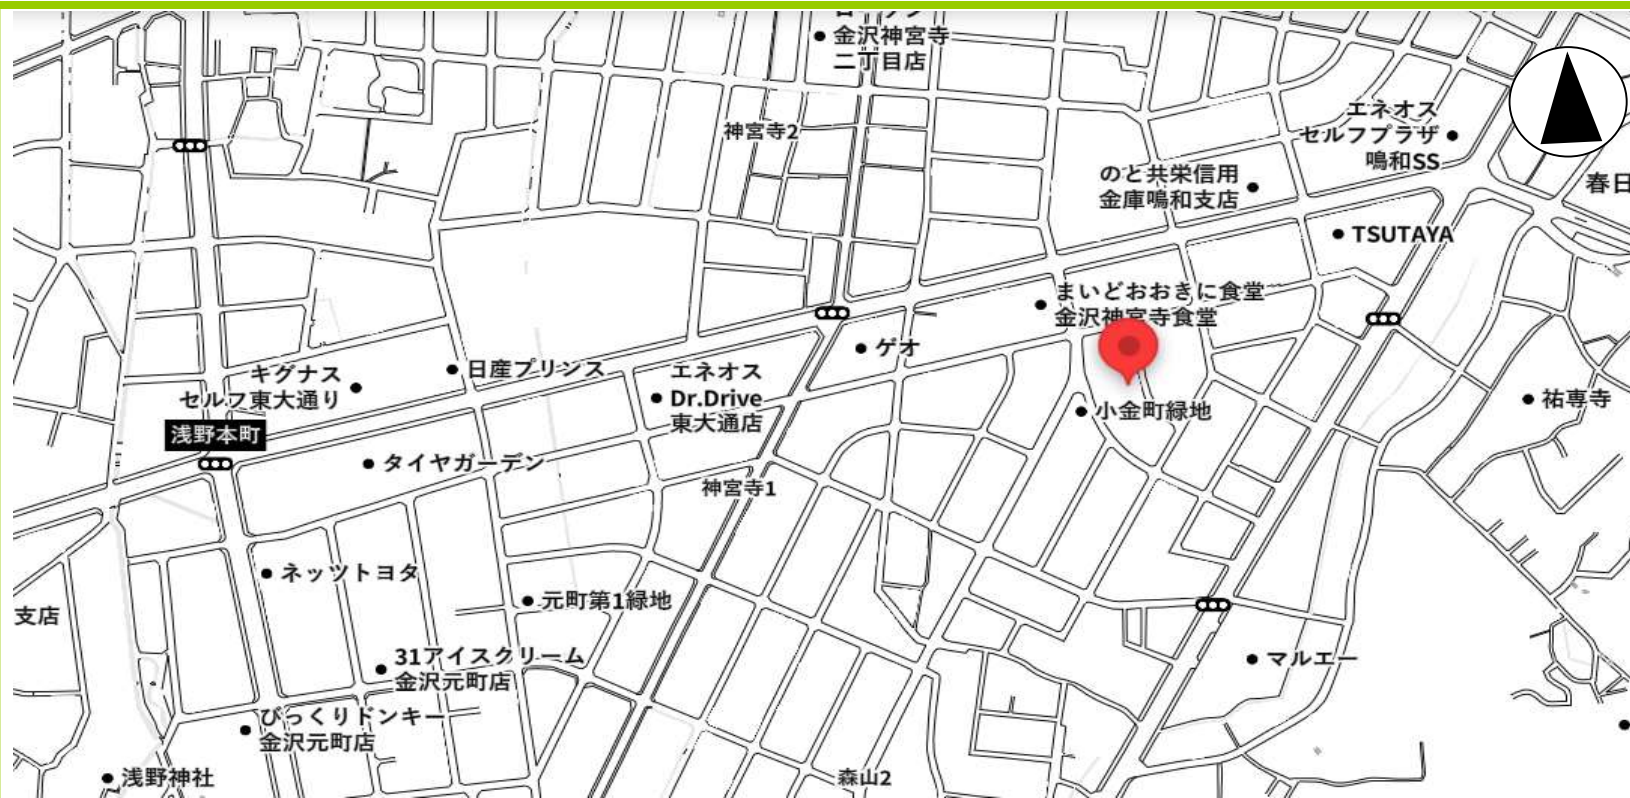 金沢神宮寺
二丁目店
神宮寺2
エネオス
セルフプラザ
鳴和SS
のと共栄信用
金庫鳴和支店
春日
TSUTAYA
まいどおおきに食堂
金沢神宮寺食堂
ゲオ
日産プリンス
エネオス
Dr.Drive
東大通店
キグナス
セルフ東大通り
浅野本町
小金町緑地
祐専寺
タイヤガーデン
神宮寺1
ネッツトヨタ
元町第1緑地
支店
31アイスクリーム
金沢元町店
マルエー
びっくりドンキー
金沢元町店
浅野神社
森山2